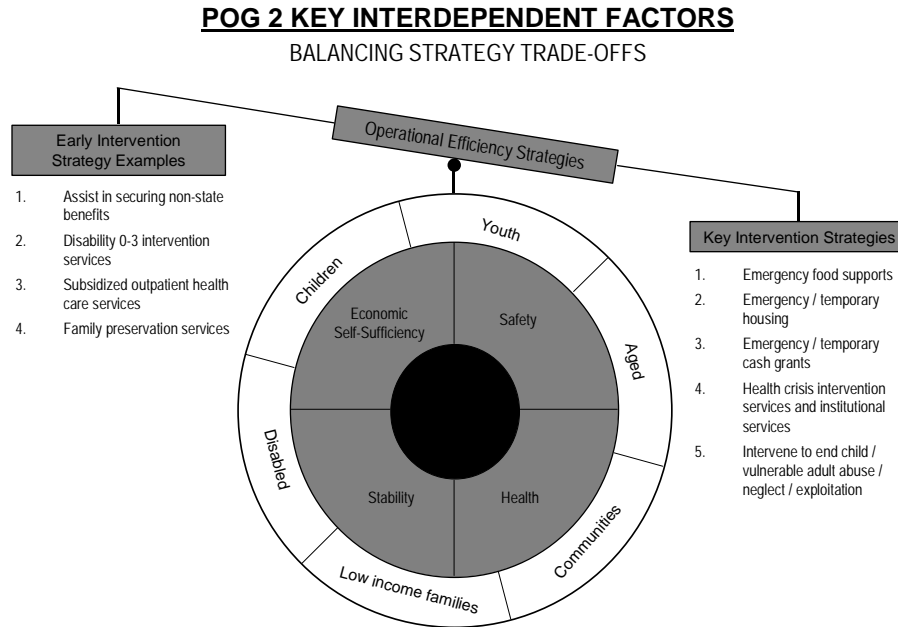 POG 2 KEY INTERDEPENDENT FACTORS
BALANCING STRATEGY TRADE-OFFS
Operational Efficiency Strategies
Early Intervention
Strategy Examples
1. Assist in securing non-state
benefits
2. Disability 0-3 intervention
services
3. Subsidized outpatient health
care services
4. Family preservation services
Key Intervention Strategies
1. Emergency food supports
2. Emergency / temporary
housing
3. Emergency / temporary
cash grants
4. Health crisis intervention
services and institutional
services
5. Intervene to end child /
vulnerable adult abuse /
neglect / exploitation
Youth
Children
Aged
Disabled
Communities
Low income families
Economic
Self-Sufficiency
Safety
Stability
Health